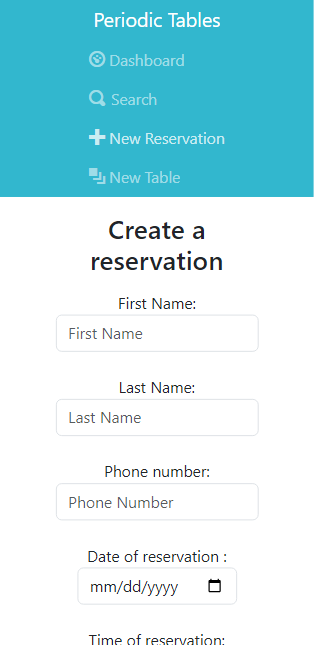 Periodic Tables
Dashboard
Search
New Reservation
New Table
Create a
reservation
First Name:
First Name
Last Name:
Last Name
Phone number:
Phone Number
Date of reservation :
mm/dd/yyyy
Time of reservation: